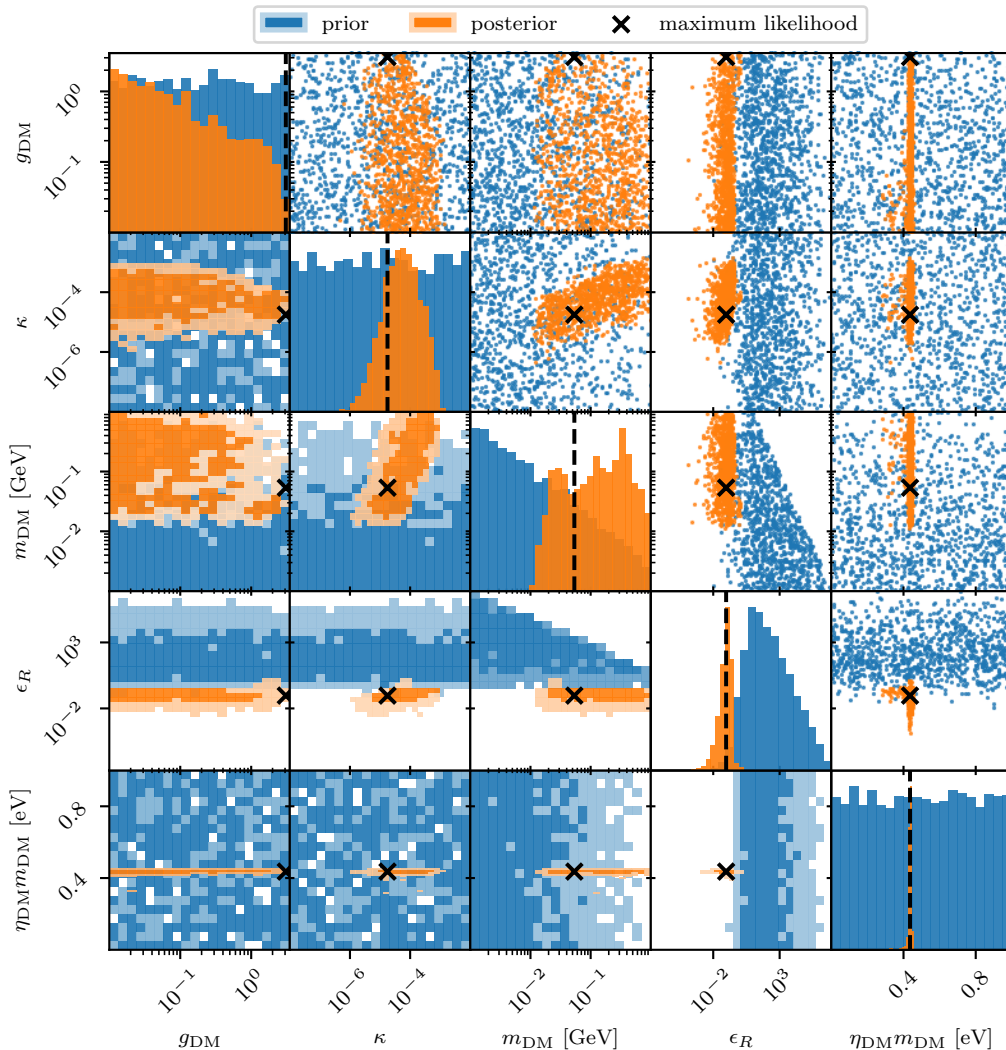 prior posterior maximum likelihood
g_DM 10^0 10^-1
κ 10^-4 10^-6
m_DM [GeV] 10^-1 10^-2
ϵ_R 10^3 10^-2
η_DM m_DM [eV] 0.8 0.4
10^-1 10^0 10^-6 10^-4 10^-2 10^-1 10^-2 10^3 0.4 0.8
g_DM κ m_DM [GeV] ϵ_R η_DM m_DM [eV]